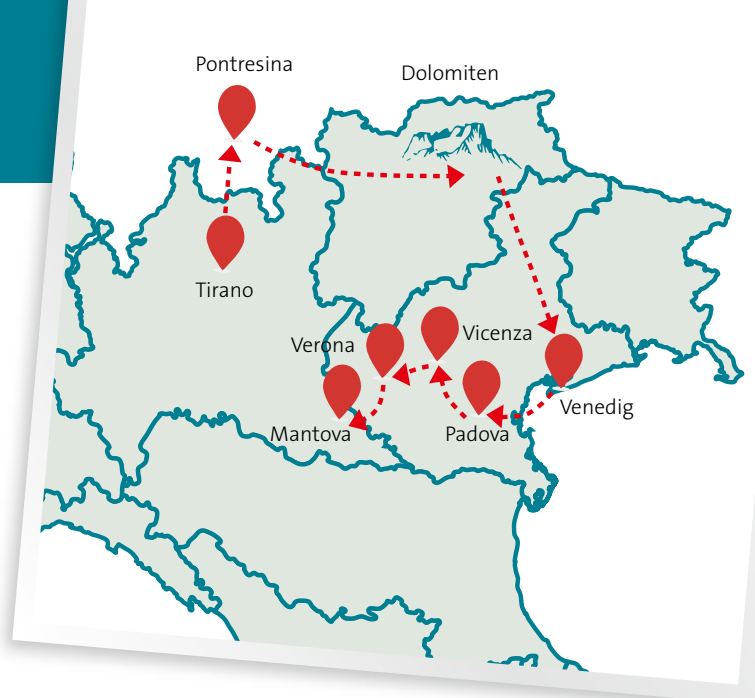 Pontresina
Dolomiten
Tirano
Verona
Vicenza
Venedig
Mantova
Padova